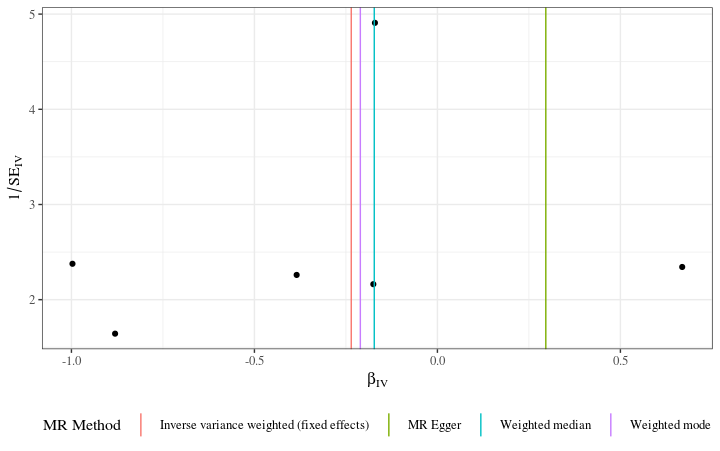 5
4
3
2
1/SE_IV
-1.0 -0.5 0.0 0.5
β_IV
MR Method Inverse variance weighted (fixed effects) MR Egger Weighted median Weighted mode